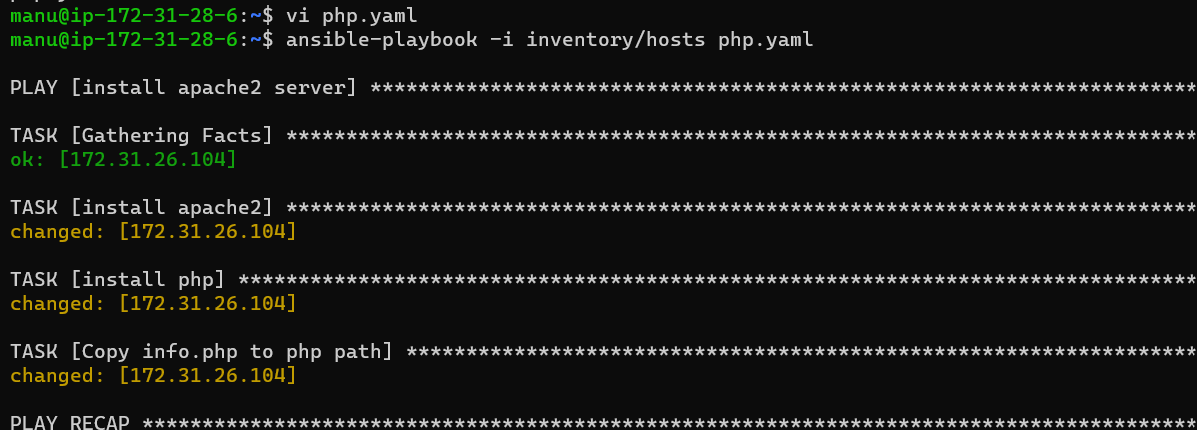 manu@ip-172-31-28-6:~$ vi php.yaml
manu@ip-172-31-28-6:~$ ansible-playbook -i inventory/hosts php.yaml
PLAY [install apache2 server] *********************************************************************
TASK [Gathering Facts] ****************************************************************************
ok: [172.31.26.104]
TASK [install apache2] ****************************************************************************
changed: [172.31.26.104]
TASK [install php] ********************************************************************************
changed: [172.31.26.104]
TASK [Copy info.php to php path] ******************************************************************
changed: [172.31.26.104]
PLAY RECAP ****************************************************************************************